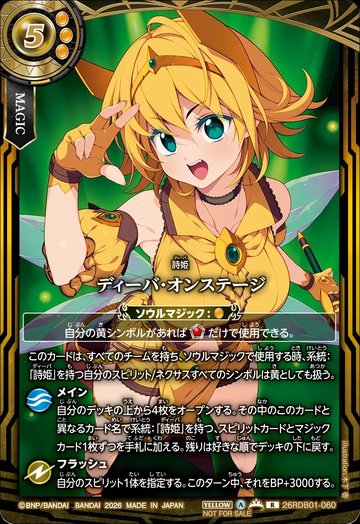 5
MAGIC
詩姫
ディーバ
ディーバ・オンステージ
ソウルマジック:
自分の黄シンボルがあれば だけで使用できる。
このカードは、すべてのチームを持ち、ソウルマジックで使用する時、系統:
「詩姫」を持つ自分のスピリット/ネクサスすべてのシンボルは黄としても扱う。
メイン
自分のデッキの上から4枚をオープンする。その中のこのカードと
異なるカード名で系統:「詩姫」を持つ、スピリットカードとマジック
カード1枚ずつを手札に加える。残りは好きな順でデッキの下に戻す。
フラッシュ
自分のスピリット1体を指定する。このターン中、それをBP+3000する。
©BNP/BANDAI BANDAI 2026 MADE IN JAPAN YELLOW A R 26RDB01-060
NOT FOR SALE